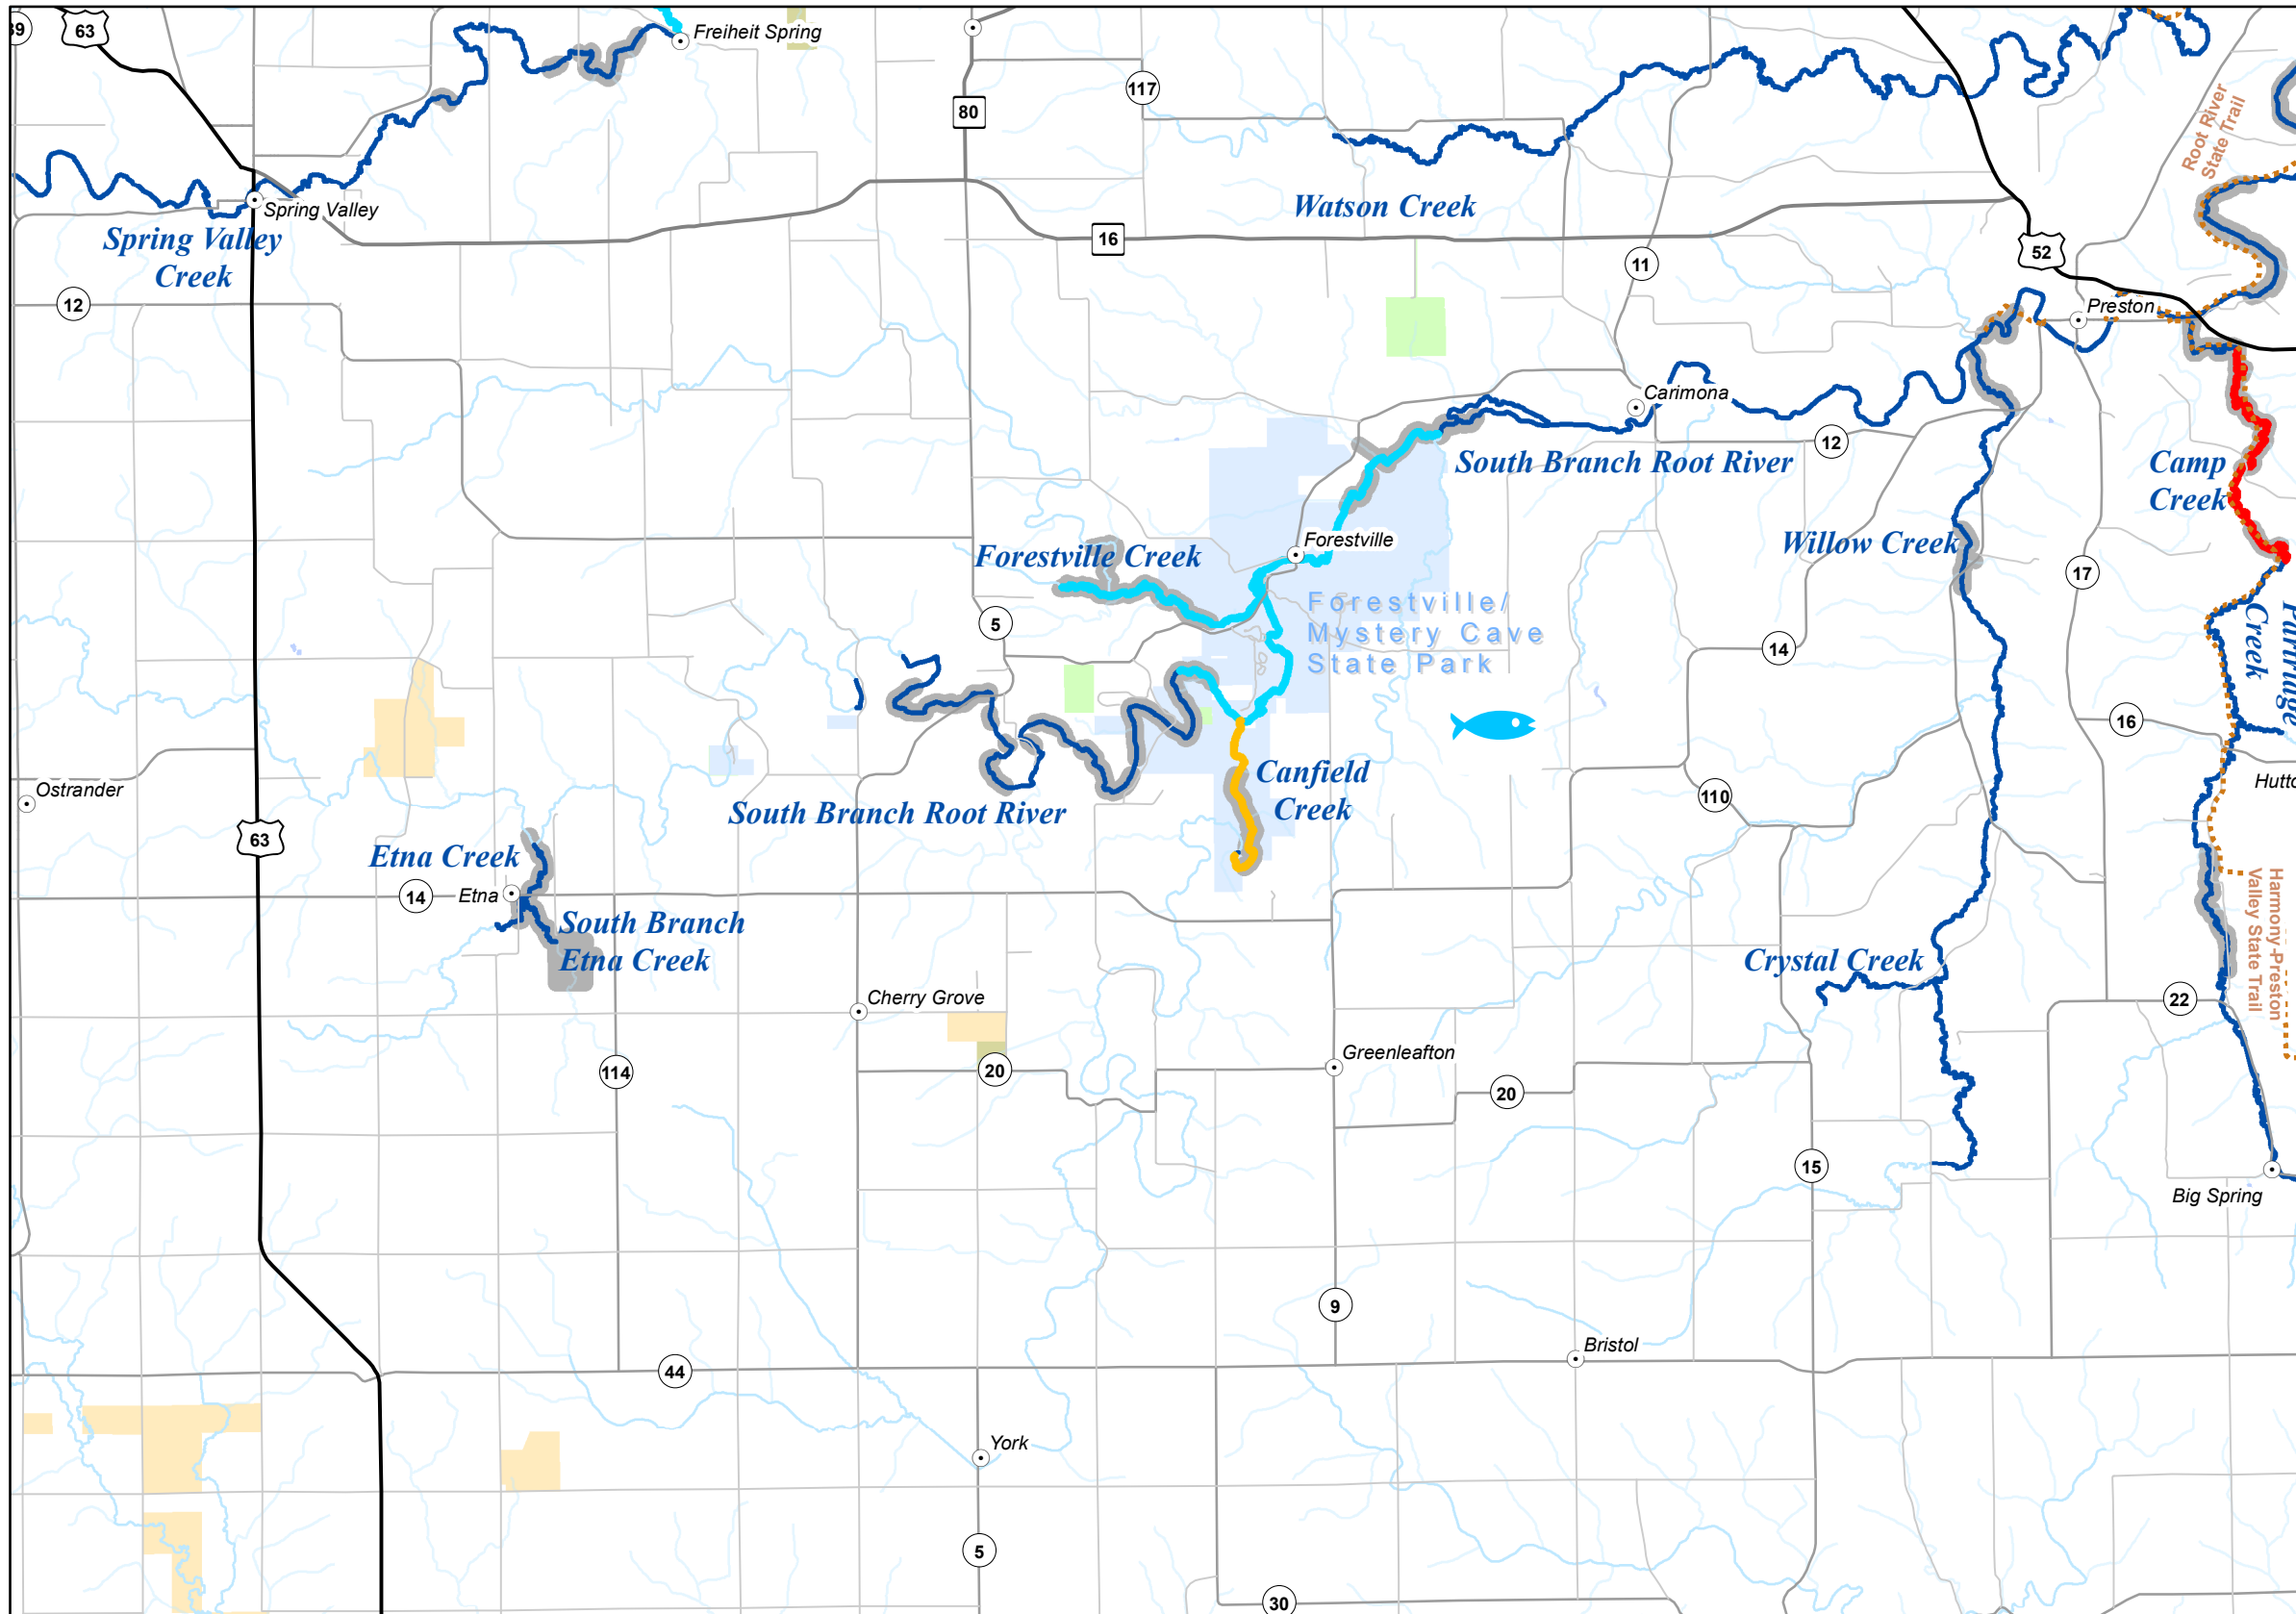 39
63
Freiheit Spring
80
117
Root River
State Trail
Spring Valley
Watson Creek
Spring Valley
Creek
16
11
52
12
Preston
Carimona
South Branch Root River
12
Camp
Creek
Forestville Creek
Forestville
Willow Creek
17
Forestville/
Mystery Cave
State Park
5
14
Partridge
Creek
16
Ostrander
South Branch Root River
Canfield
Creek
110
Hutto
63
Etna Creek
14
Etna
South Branch
Etna Creek
Harmony-Preston
Valley State Trail
Crystal Creek
Cherry Grove
22
Greenleafton
114
20
20
15
Big Spring
9
Bristol
44
York
5
30